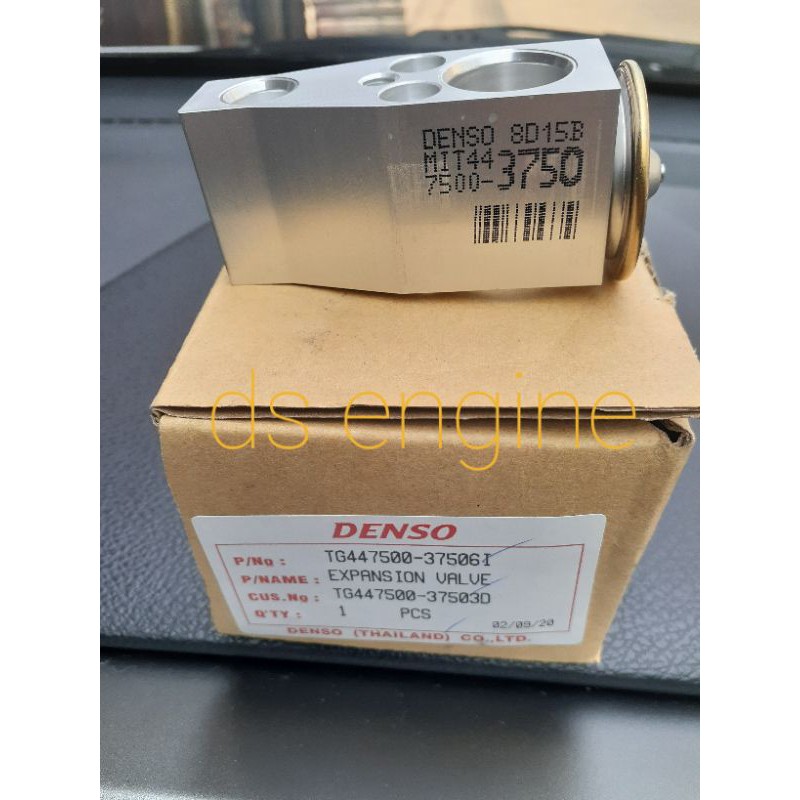 DENSO 8D15B
MIT44
7500-3750
ds engine
DENSO
P/No : TG447500-37506I
P/NAME : EXPANSION VALVE
CUS.No : TG447500-37503D
Q'TY : 1 PCS
02/09/20
DENSO (THAILAND) CO.,LTD.